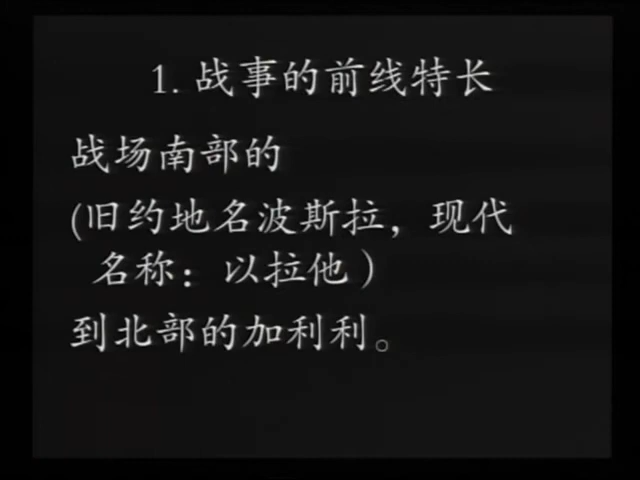 1. 战事的前线特长
战场南部的
(旧约地名波斯拉，现代
名称：以拉他）
到北部的加利利。